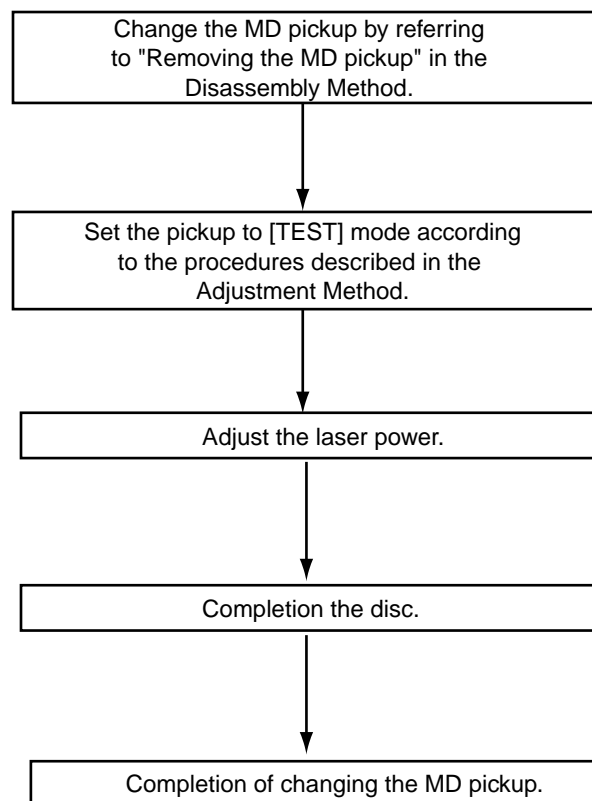 Change the MD pickup by referring
to "Removing the MD pickup" in the
Disassembly Method.
Set the pickup to [TEST] mode according
to the procedures described in the
Adjustment Method.
Adjust the laser power.
Completion the disc.
Completion of changing the MD pickup.